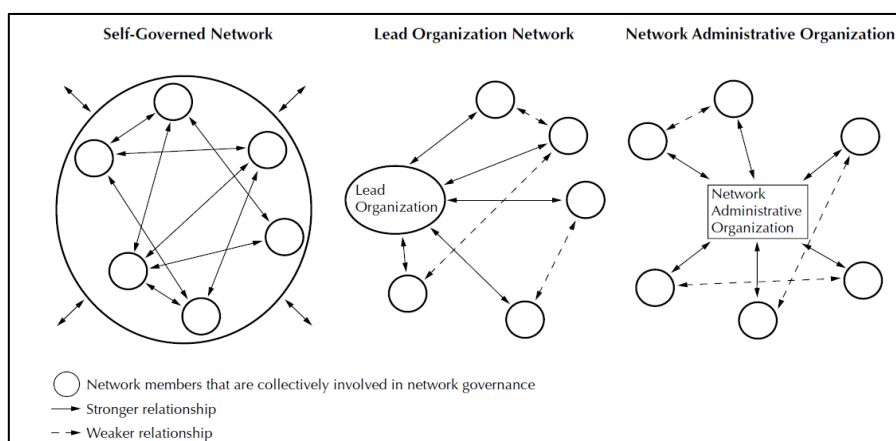 Self-Governed Network
Lead Organization Network
Network Administrative Organization
Lead
Organization
Network
Administrative
Organization
Network members that are collectively involved in network governance
Stronger relationship
Weaker relationship